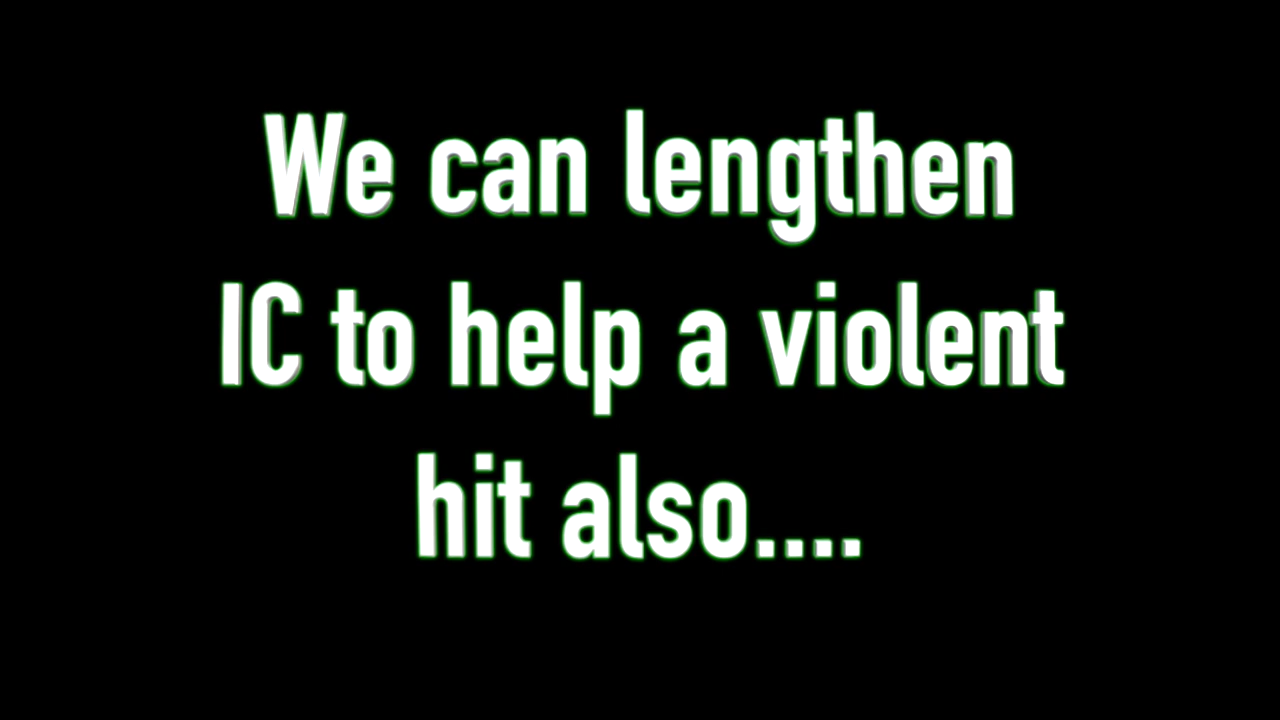 We can lengthen
IC to help a violent
hit also....